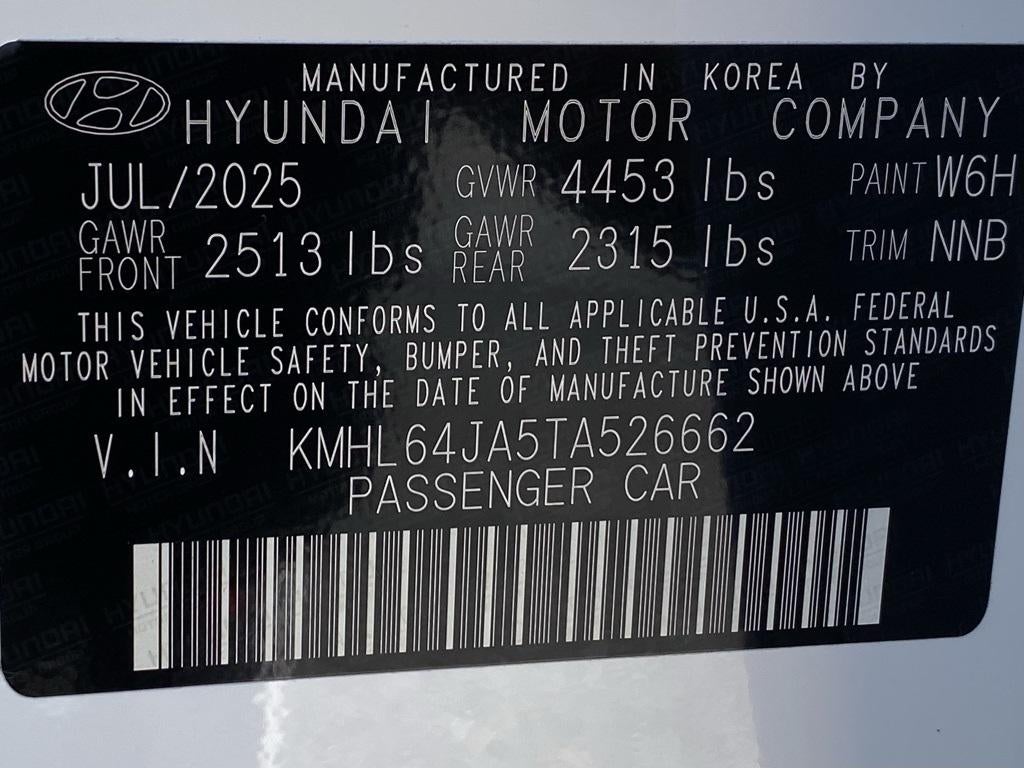 MANUFACTURED IN KOREA BY
HYUNDAI MOTOR COMPANY
JUL/2025 GVWR 4453 lbs PAINT W6H
GAWR FRONT 2513 lbs GAWR REAR 2315 lbs TRIM NNB
THIS VEHICLE CONFORMS TO ALL APPLICABLE U.S.A. FEDERAL
MOTOR VEHICLE SAFETY, BUMPER, AND THEFT PREVENTION STANDARDS
IN EFFECT ON THE DATE OF MANUFACTURE SHOWN ABOVE
V.I.N KMHL64JA5TA526662
PASSENGER CAR